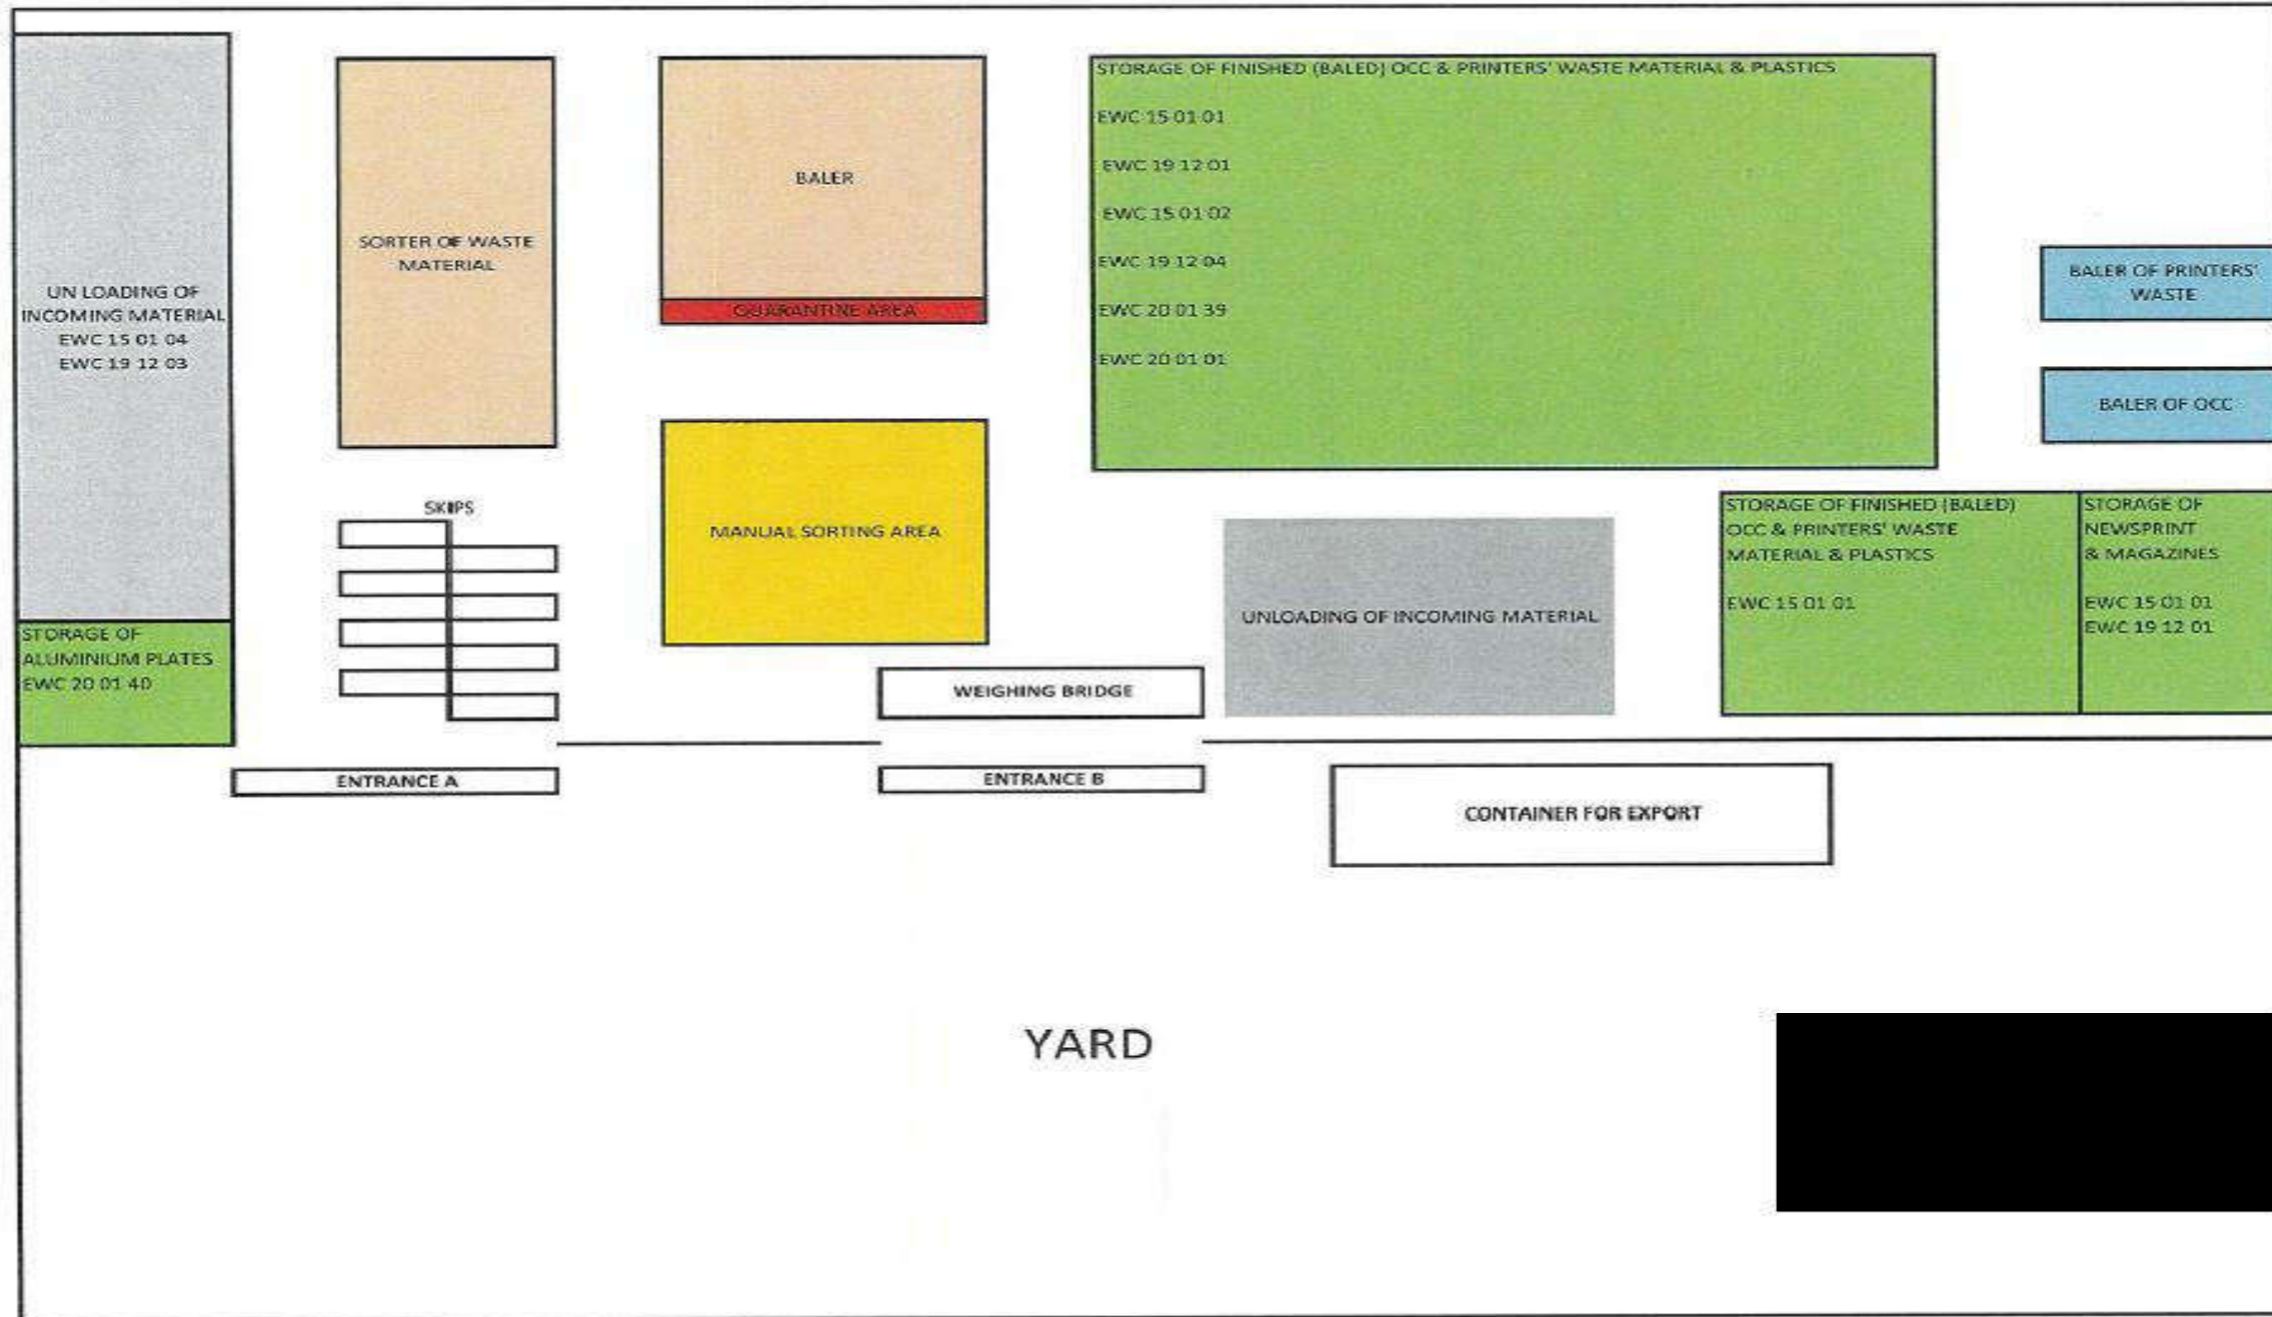 UN LOADING OF
INCOMING MATERIAL
EWC 15 01 04
EWC 19 12 03
STORAGE OF
ALUMINIUM PLATES
EWC 20 01 40
SORTER OF WASTE
MATERIAL
SKIPS
BALER
QUARANTINE AREA
MANUAL SORTING AREA
WEIGHING BRIDGE
STORAGE OF FINISHED (BALED) OCC & PRINTERS' WASTE MATERIAL & PLASTICS
EWC 15 01 01
EWC 19 12 01
EWC 15 01 02
EWC 19 12 04
EWC 20 01 39
EWC 20 01 01
BALER OF PRINTERS'
WASTE
BALER OF OCC
UNLOADING OF INCOMING MATERIAL
STORAGE OF FINISHED (BALED)
OCC & PRINTERS' WASTE
MATERIAL & PLASTICS
EWC 15 01 01
STORAGE OF
NEWSPRINT
& MAGAZINES
EWC 15 01 01
EWC 19 12 01
ENTRANCE A
ENTRANCE B
CONTAINER FOR EXPORT
YARD